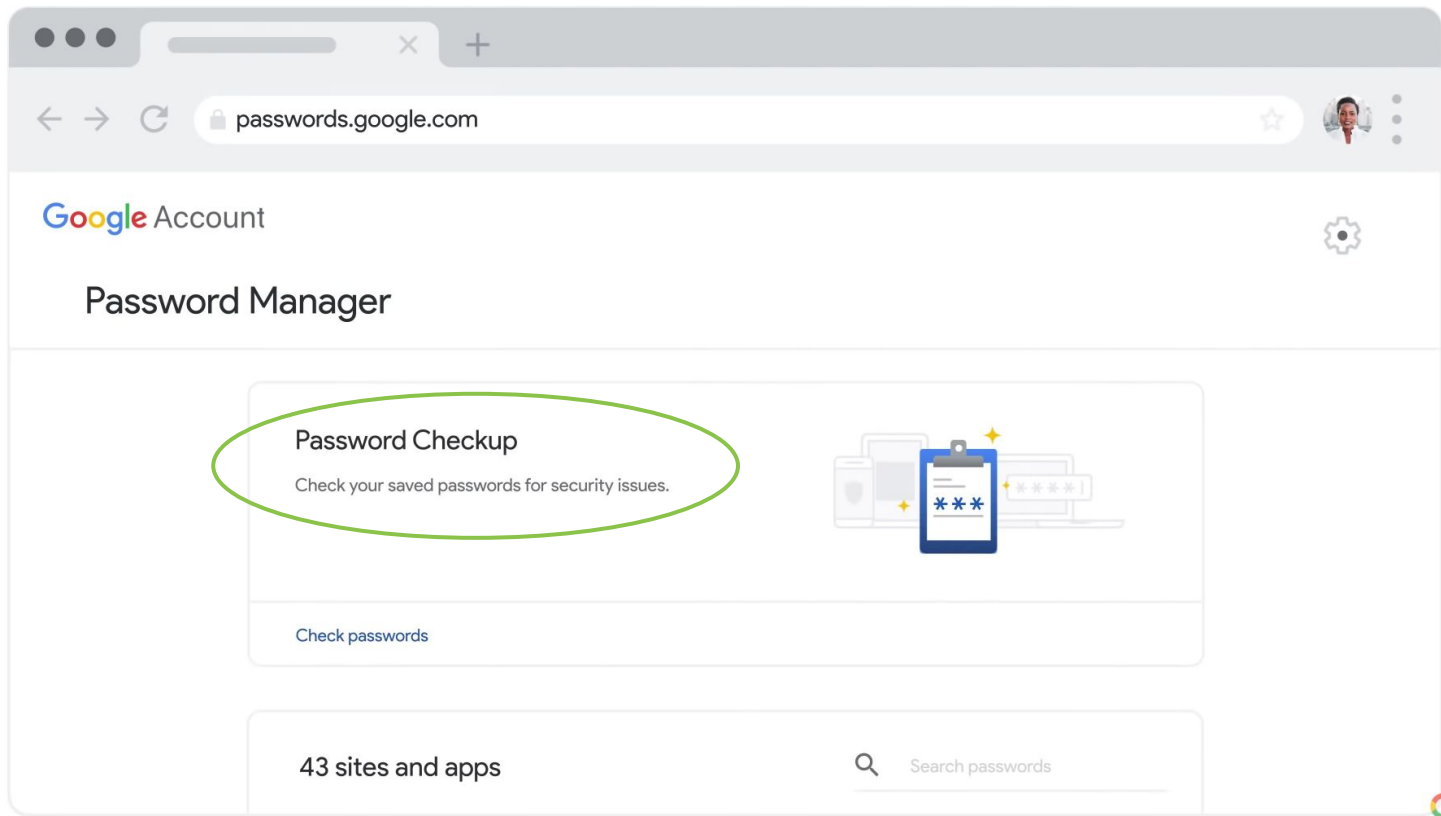 passwords.google.com
Google Account
Password Manager
Password Checkup
Check your saved passwords for security issues.
***
****|
Check passwords
43 sites and apps
Search passwords